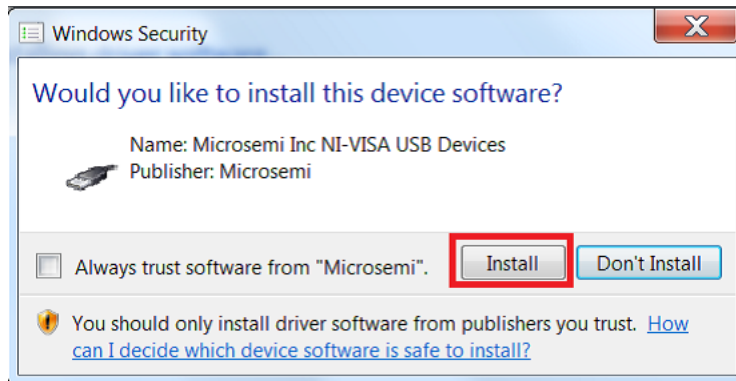 Windows Security
Would you like to install this device software?
Name: Microsemi Inc NI-VISA USB Devices
Publisher: Microsemi
Always trust software from "Microsemi".
Install
Don't Install
You should only install driver software from publishers you trust. How
can I decide which device software is safe to install?